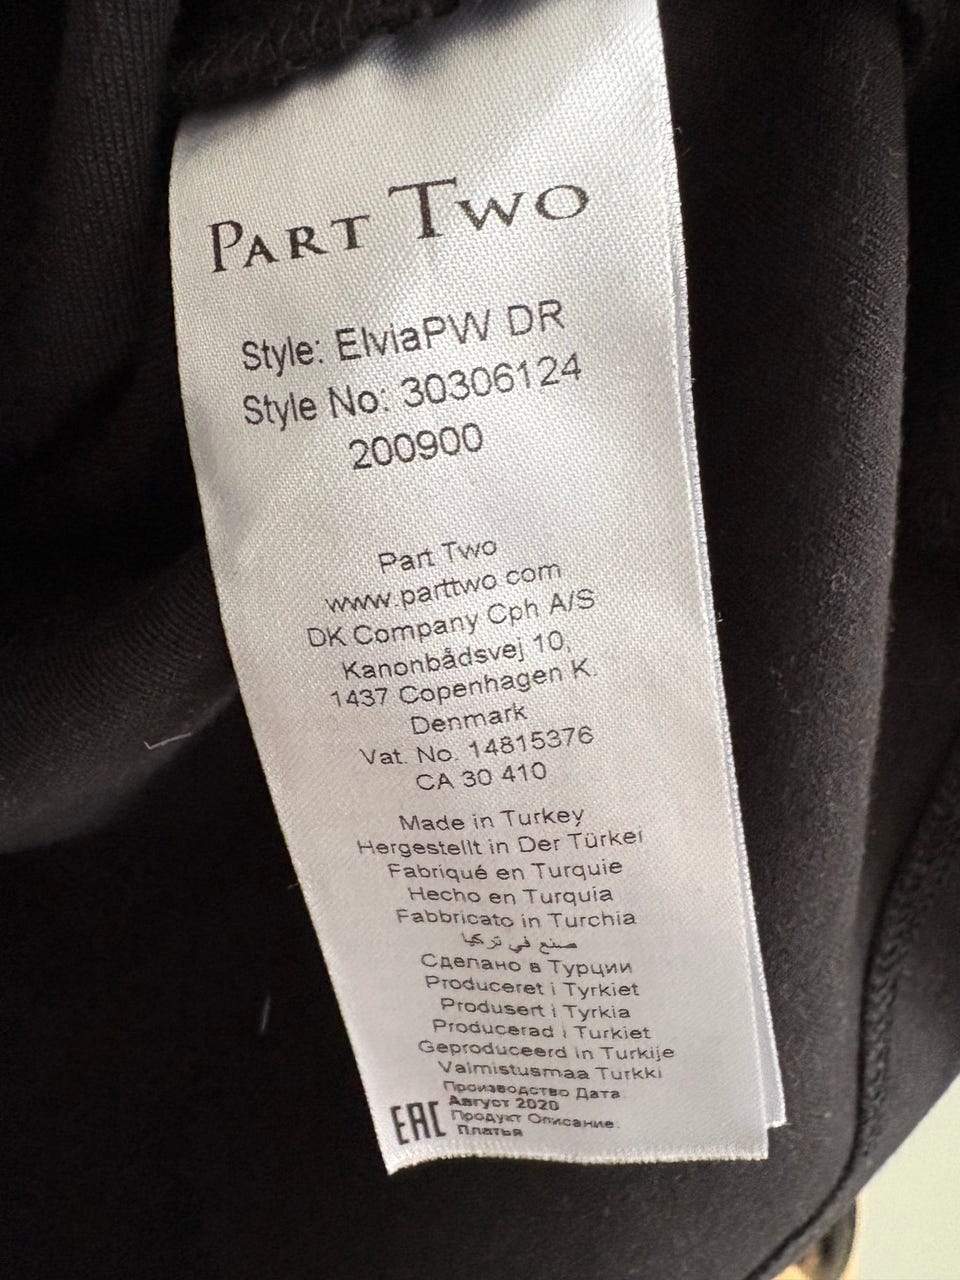 PART TWO
Style: ElviaPW DR
Style No: 30306124
200900
Part Two
www.parttwo.com
DK Company Cph A/S
Kanonbådsvej 10,
1437 Copenhagen K.
Denmark
Vat. No. 14815376
CA 30 410
Made in Turkey
Hergestellt in Der Türkei
Fabriqué en Turquie
Hecho en Turquía
Fabbricato in Turchia
صنع في تركيا
Сделано в Турции
Produceret i Tyrkiet
Produsert i Tyrkia
Producerad i Turkiet
Geproduceerd in Turkije
Valmistusmaa Turkki
Производство Дата
Август 2020
EAC Продукт Описание:
Платья